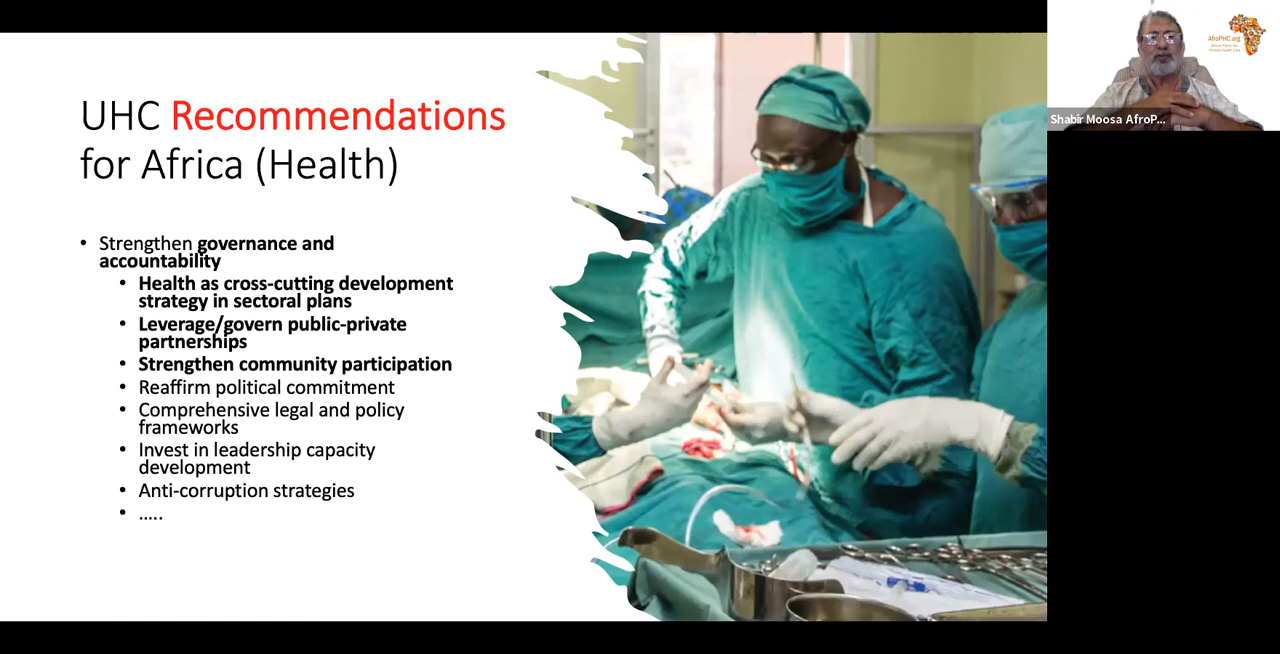 UHC Recommendations
for Africa (Health)
• Strengthen governance and
accountability
• Health as cross-cutting development
strategy in sectoral plans
• Leverage/govern public-private
partnerships
• Strengthen community participation
• Reaffirm political commitment
• Comprehensive legal and policy
frameworks
• Invest in leadership capacity
development
• Anti-corruption strategies
• .....
AfroPHC.org
Shabir Moosa AfroP...